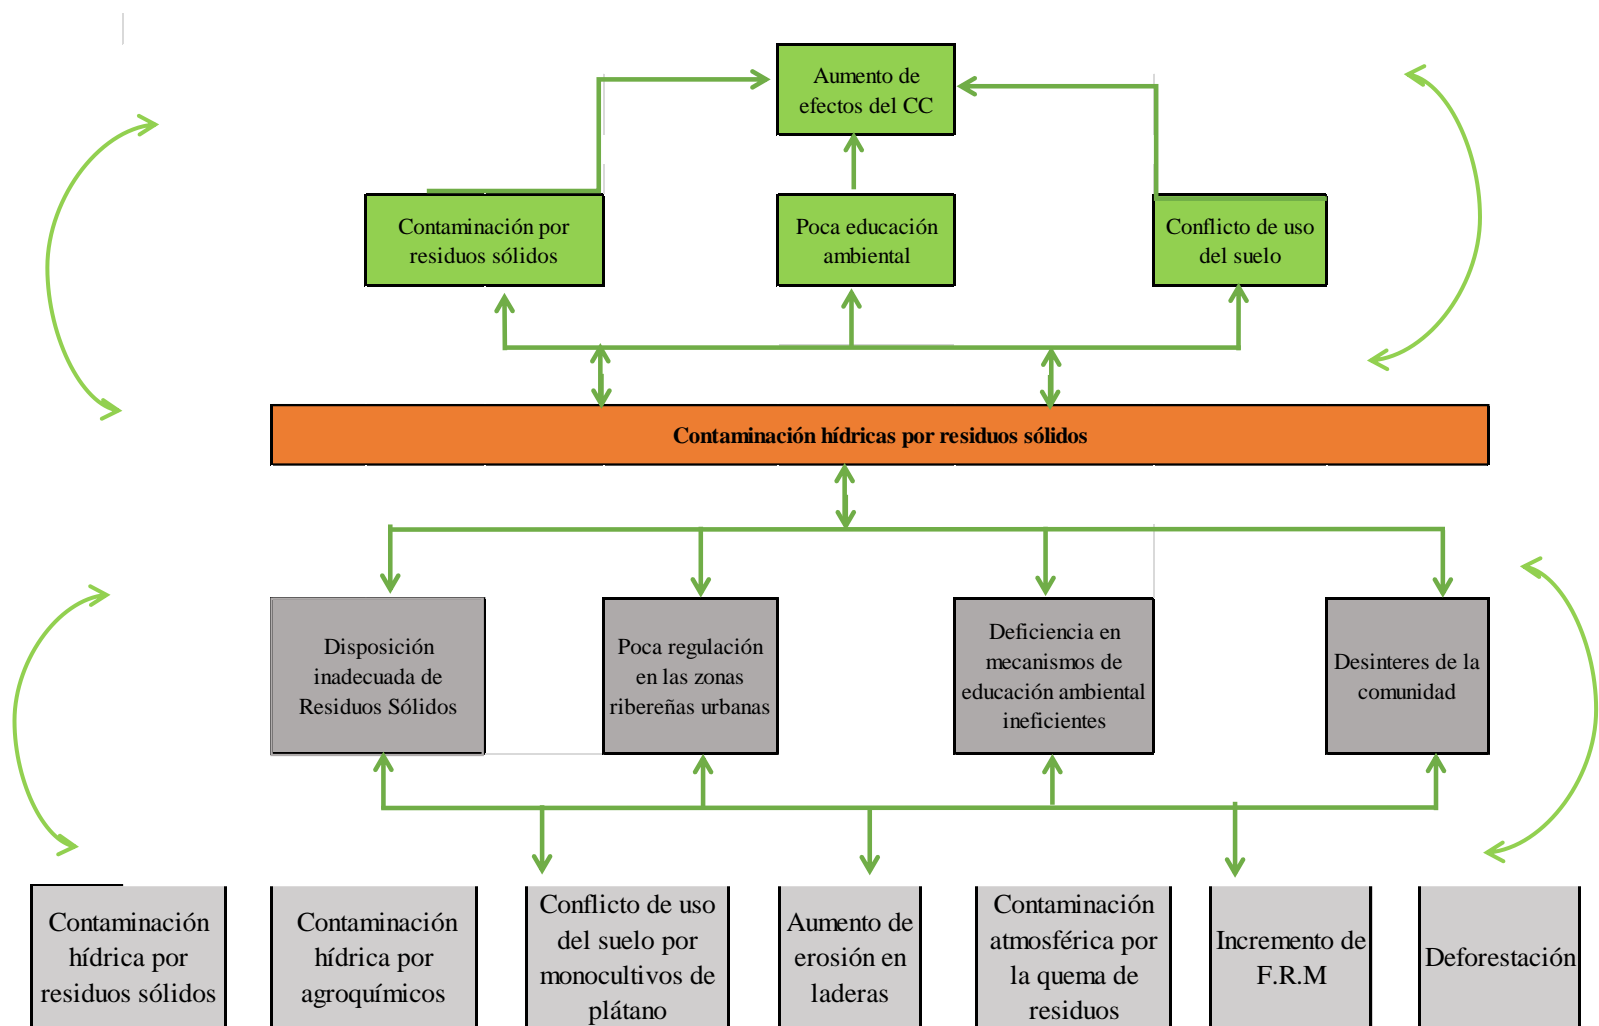 Aumento de
efectos del CC
Contaminación por
residuos sólidos
Poca educación
ambiental
Conflicto de uso
del suelo
Contaminación hídricas por residuos sólidos
Disposición
inadecuada de
Residuos Sólidos
Poca regulación
en las zonas
ribereñas urbanas
Deficiencia en
mecanismos de
educación ambiental
ineficientes
Desinteres de la
comunidad
Contaminación
hídrica por
residuos sólidos
Contaminación
hídrica por
agroquímicos
Conflicto de uso
del suelo por
monocultivos de
plátano
Aumento de
erosión en
laderas
Contaminación
atmosférica por
la quema de
residuos
Incremento de
F.R.M
Deforestación